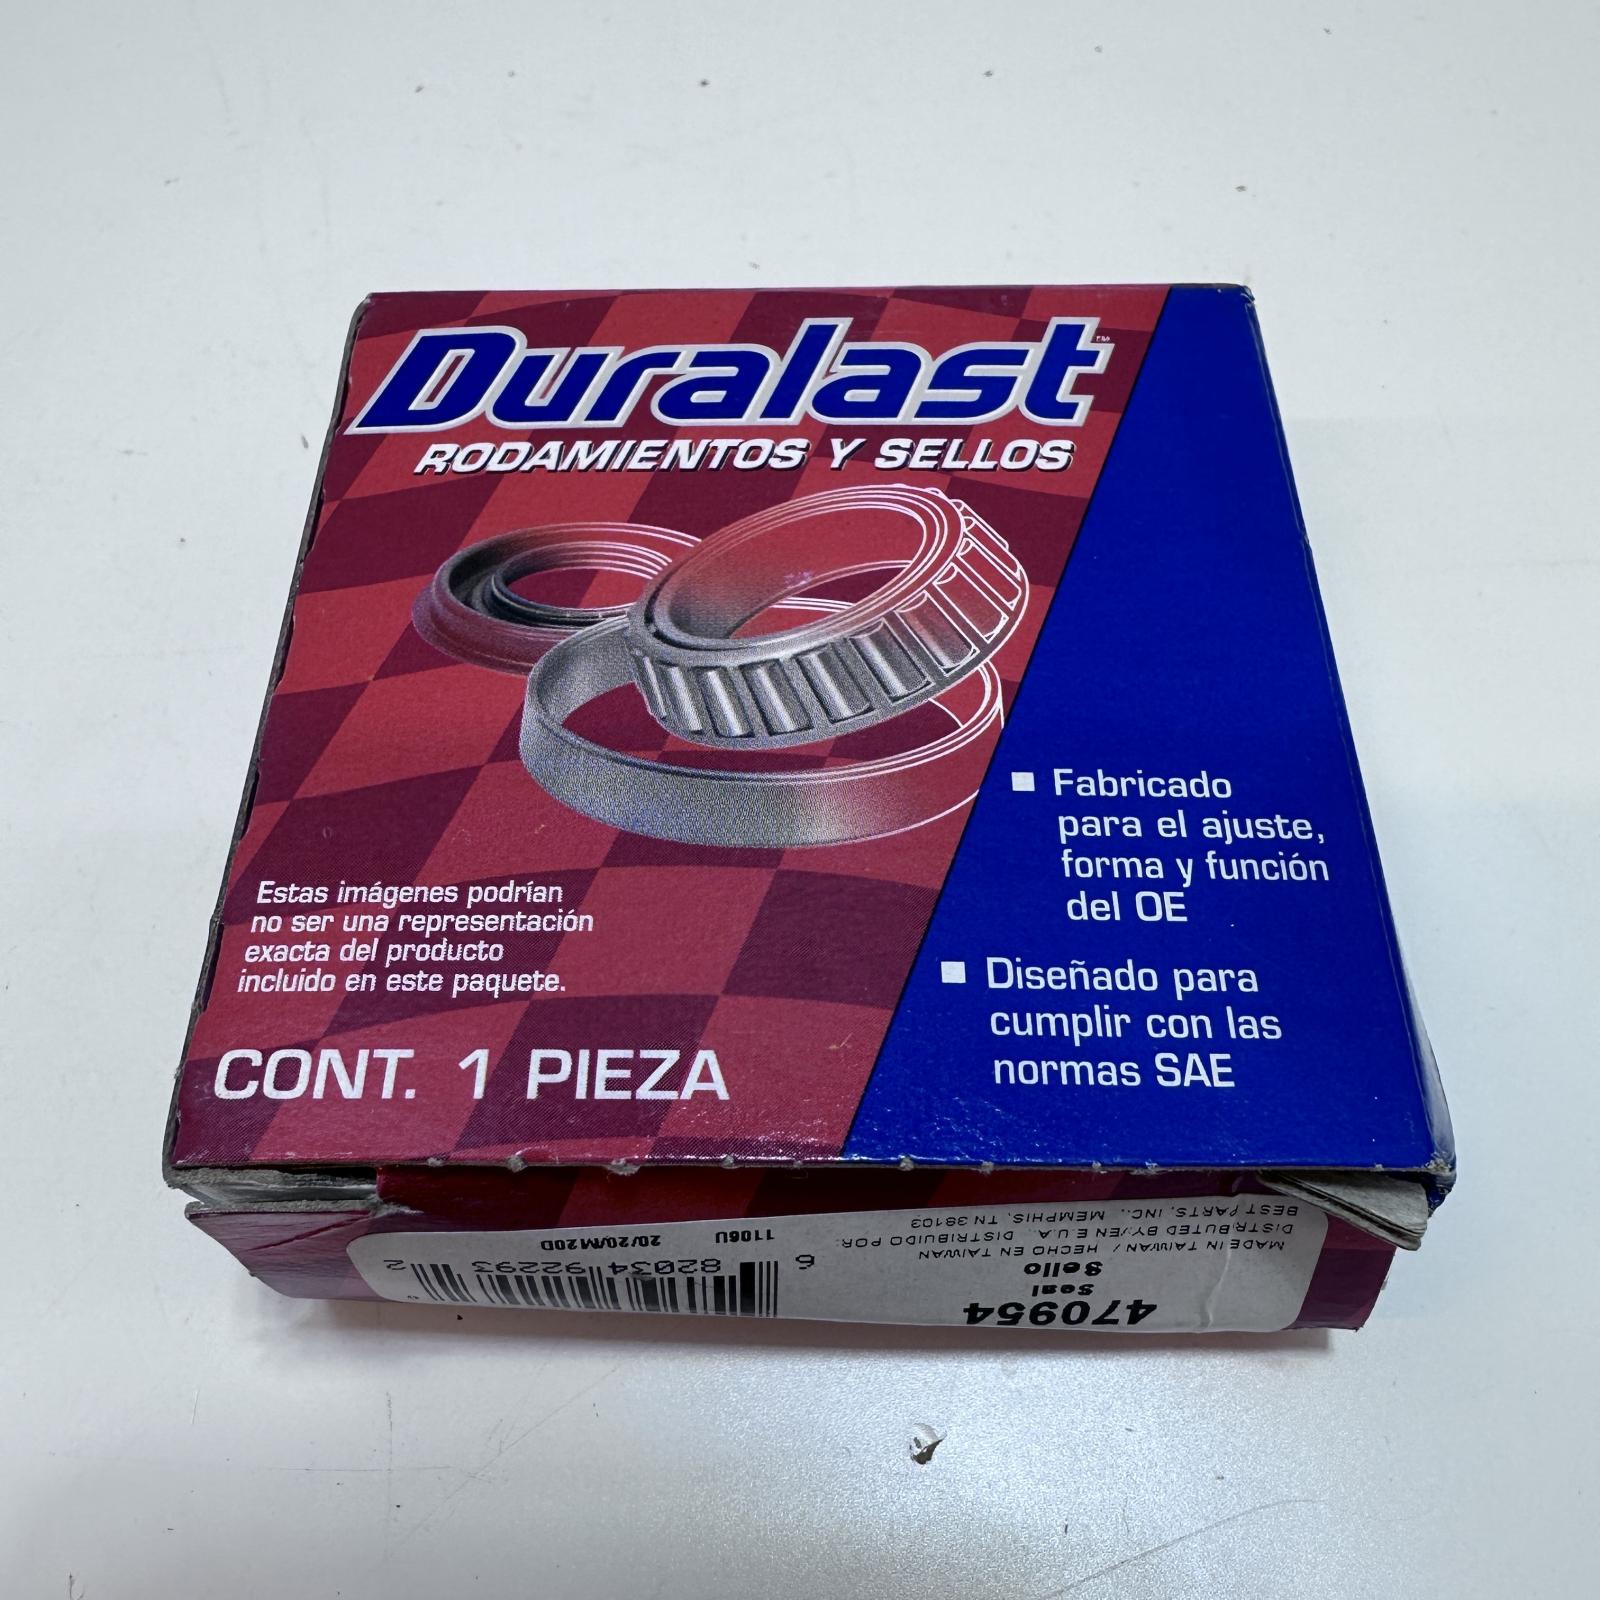 Duralast™
RODAMIENTOS Y SELLOS
Fabricado
para el ajuste,
forma y función
del OE
Diseñado para
cumplir con las
normas SAE
Estas imágenes podrían
no ser una representación
exacta del producto
incluido en este paquete.
CONT. 1 PIEZA
470954
Seal
Sello
MADE IN TAIWAN / HECHO EN TAIWAN
DISTRIBUTED BY/EN E.U.A. DISTRIBUIDO POR:
BEST PARTS, INC., MEMPHIS, TN 38103
6 82034 92293 2
1106U 20/20/M20D